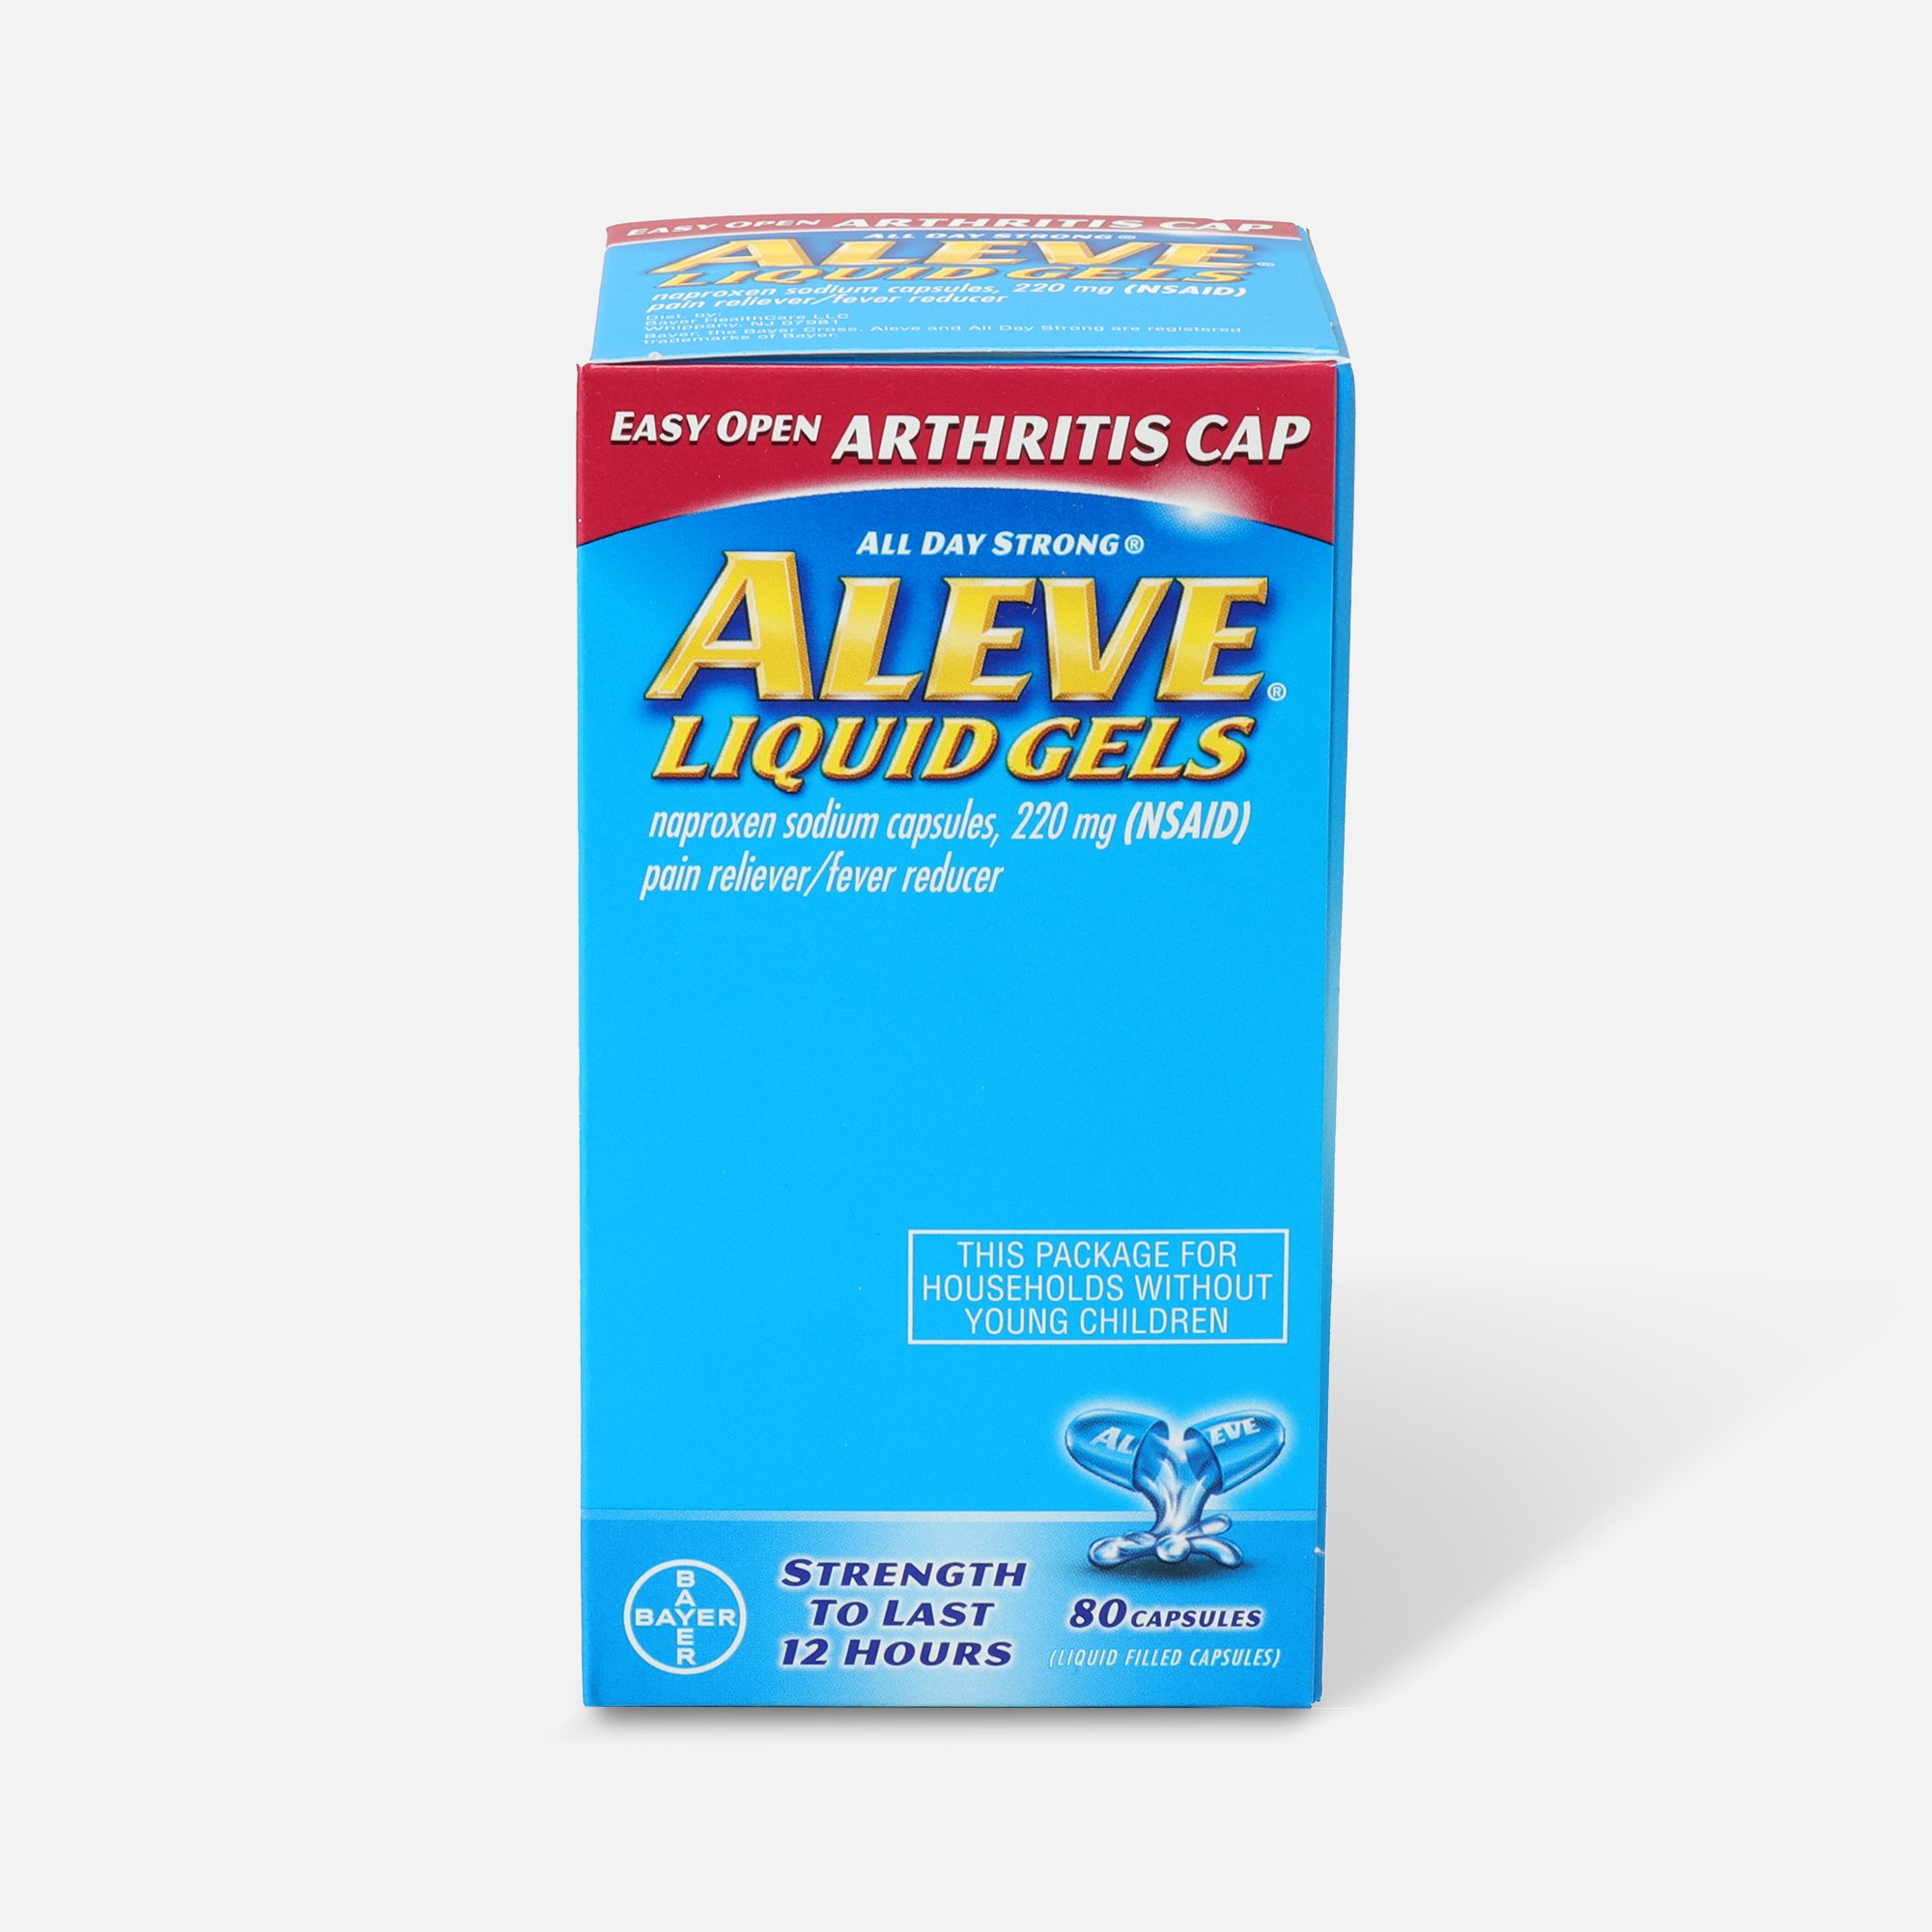 EASY OPEN ARTHRITIS CAP
ALL DAY STRONG®
ALEVE®
LIQUID GELS
naproxen sodium capsules, 220 mg (NSAID)
pain reliever/fever reducer
Dist. by:
Bayer HealthCare LLC
Whippany, NJ 07981
Bayer, the Bayer Cross, Aleve and All Day Strong are registered
trademarks of Bayer.
EASY OPEN ARTHRITIS CAP
ALL DAY STRONG®
ALEVE®
LIQUID GELS
naproxen sodium capsules, 220 mg (NSAID)
pain reliever/fever reducer
THIS PACKAGE FOR
HOUSEHOLDS WITHOUT
YOUNG CHILDREN
ALEVE
BAYER
BAYER
STRENGTH
TO LAST
12 HOURS
80 CAPSULES
(LIQUID FILLED CAPSULES)